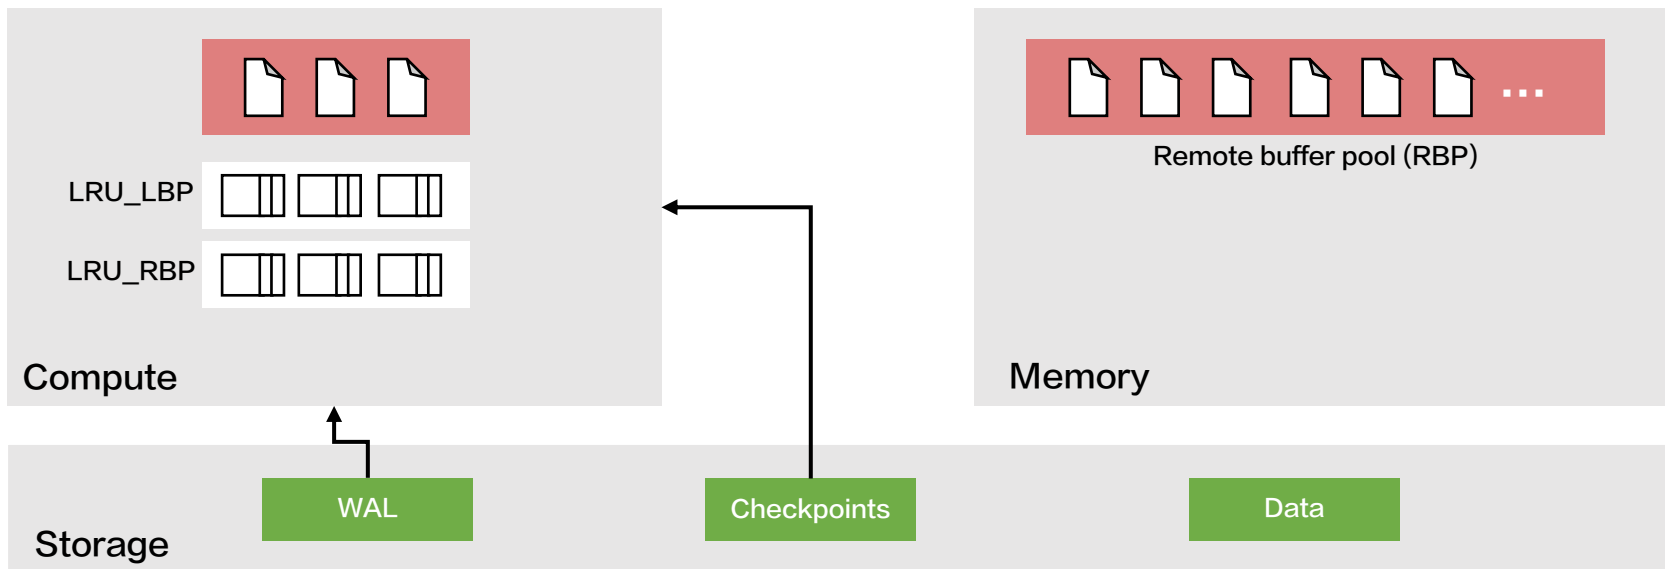 LRU_LBP
LRU_RBP
Compute
...
Remote buffer pool (RBP)
Memory
WAL
Checkpoints
Data
Storage